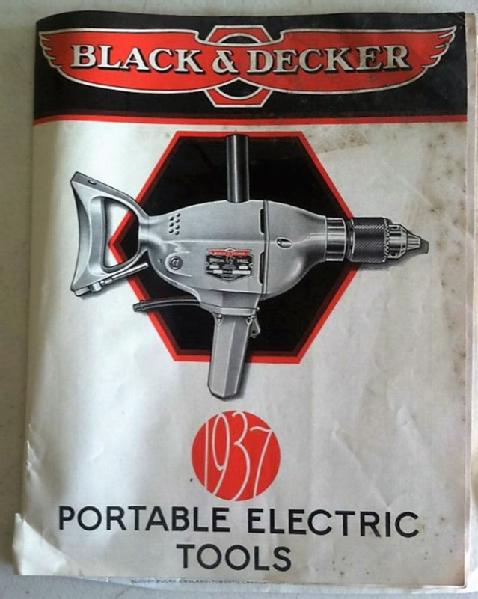 BLACK & DECKER
1937
PORTABLE ELECTRIC
TOOLS